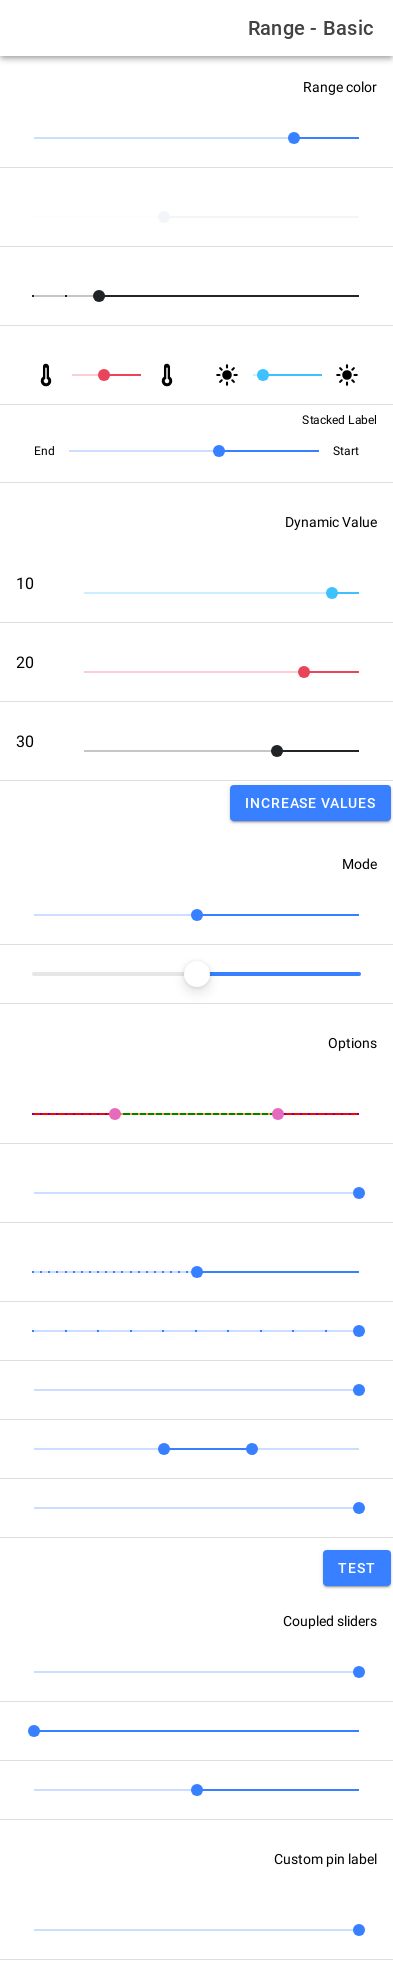 Range - Basic
Range color
Stacked Label
End
Start
Dynamic Value
10
20
30
INCREASE VALUES
Mode
Options
TEST
Coupled sliders
Custom pin label